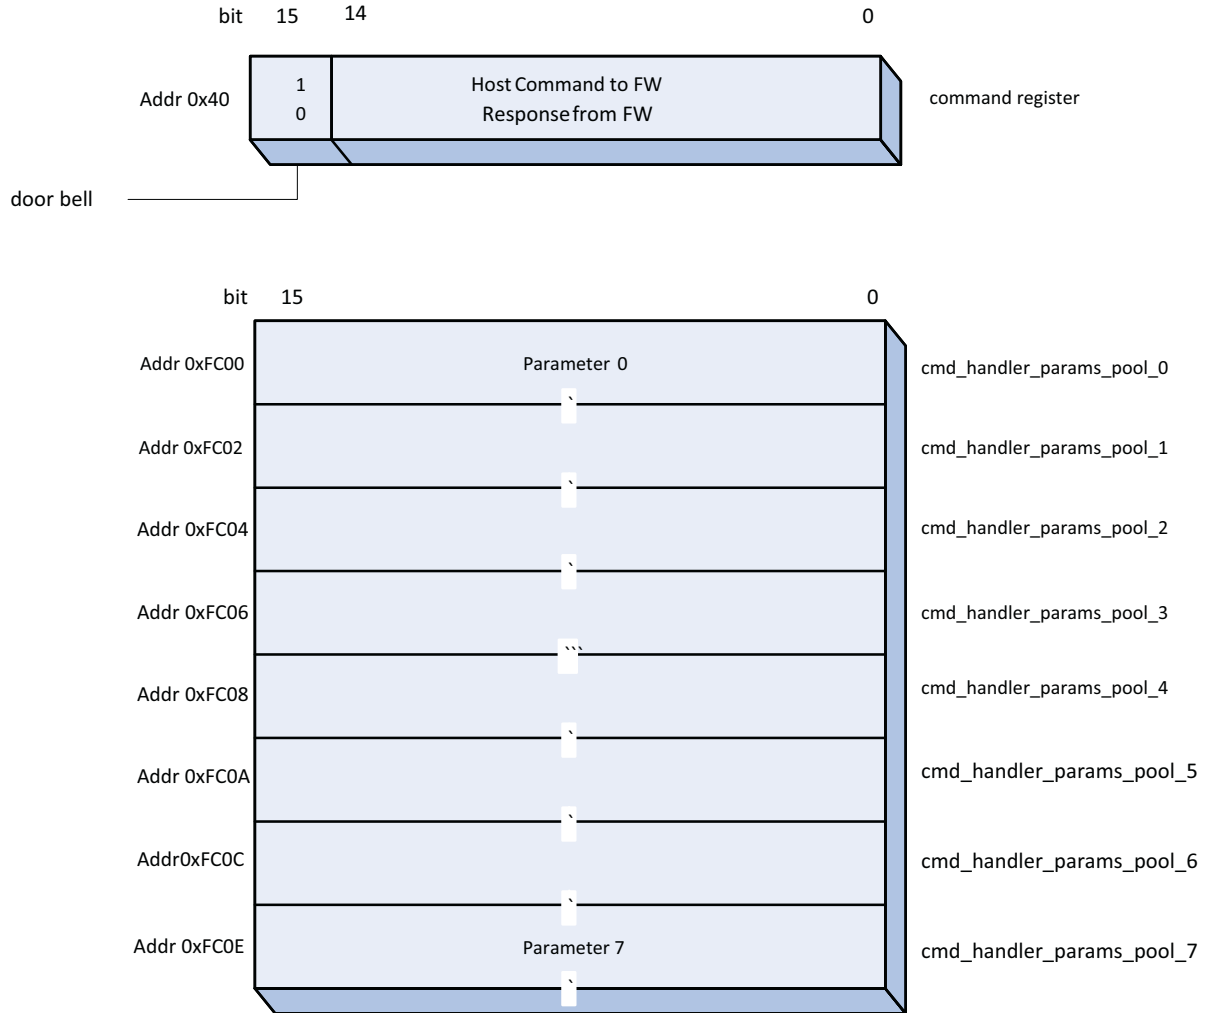 bit 15 14 0
Addr 0x40 1 Host Command to FW command register
0 Response from FW
door bell
bit 15 0
Addr 0xFC00 Parameter 0 cmd_handler_params_pool_0
`
Addr 0xFC02 cmd_handler_params_pool_1
`
Addr 0xFC04 cmd_handler_params_pool_2
`
Addr 0xFC06 cmd_handler_params_pool_3
```
Addr 0xFC08 cmd_handler_params_pool_4
`
Addr 0xFC0A cmd_handler_params_pool_5
`
Addr0xFC0C cmd_handler_params_pool_6
`
Addr 0xFC0E Parameter 7 cmd_handler_params_pool_7
`